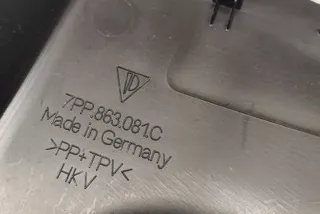 7PP.863.081.C
Made in Germany
>PP+TPV<
HKV